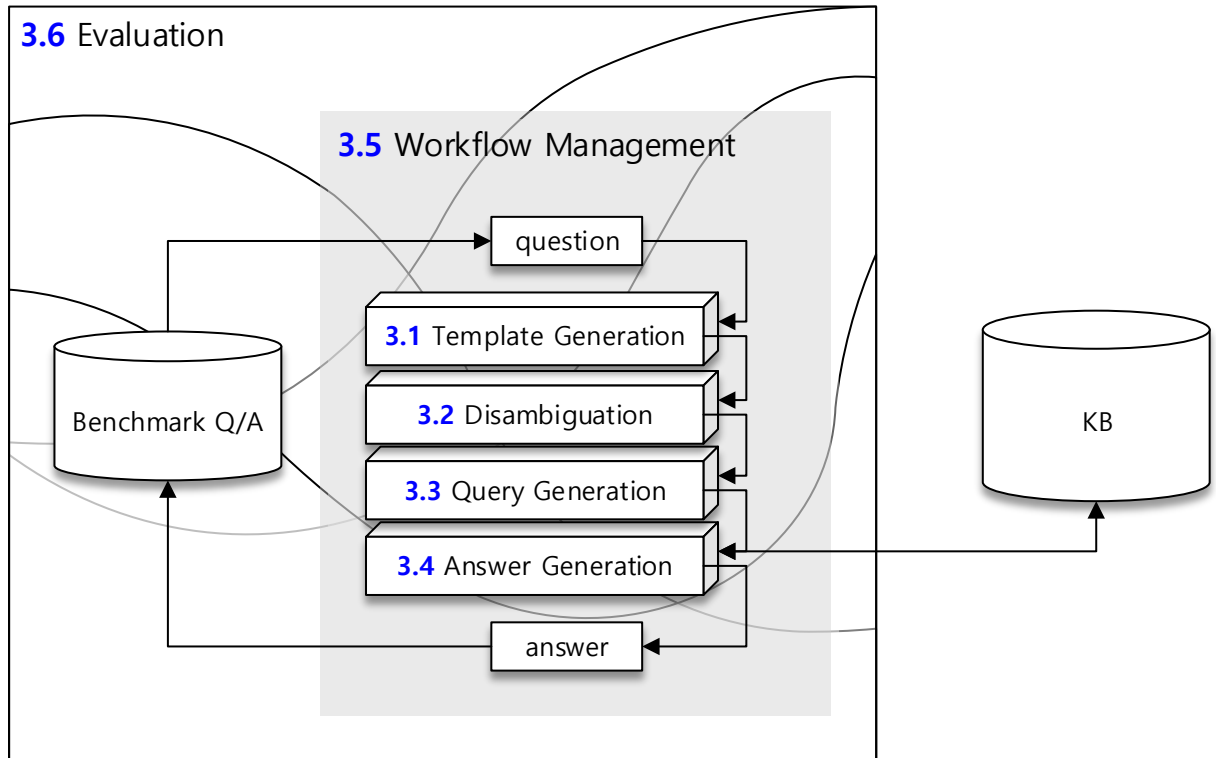 3.6 Evaluation
3.5 Workflow Management
question
3.1 Template Generation
Benchmark Q/A
3.2 Disambiguation
KB
3.3 Query Generation
3.4 Answer Generation
answer